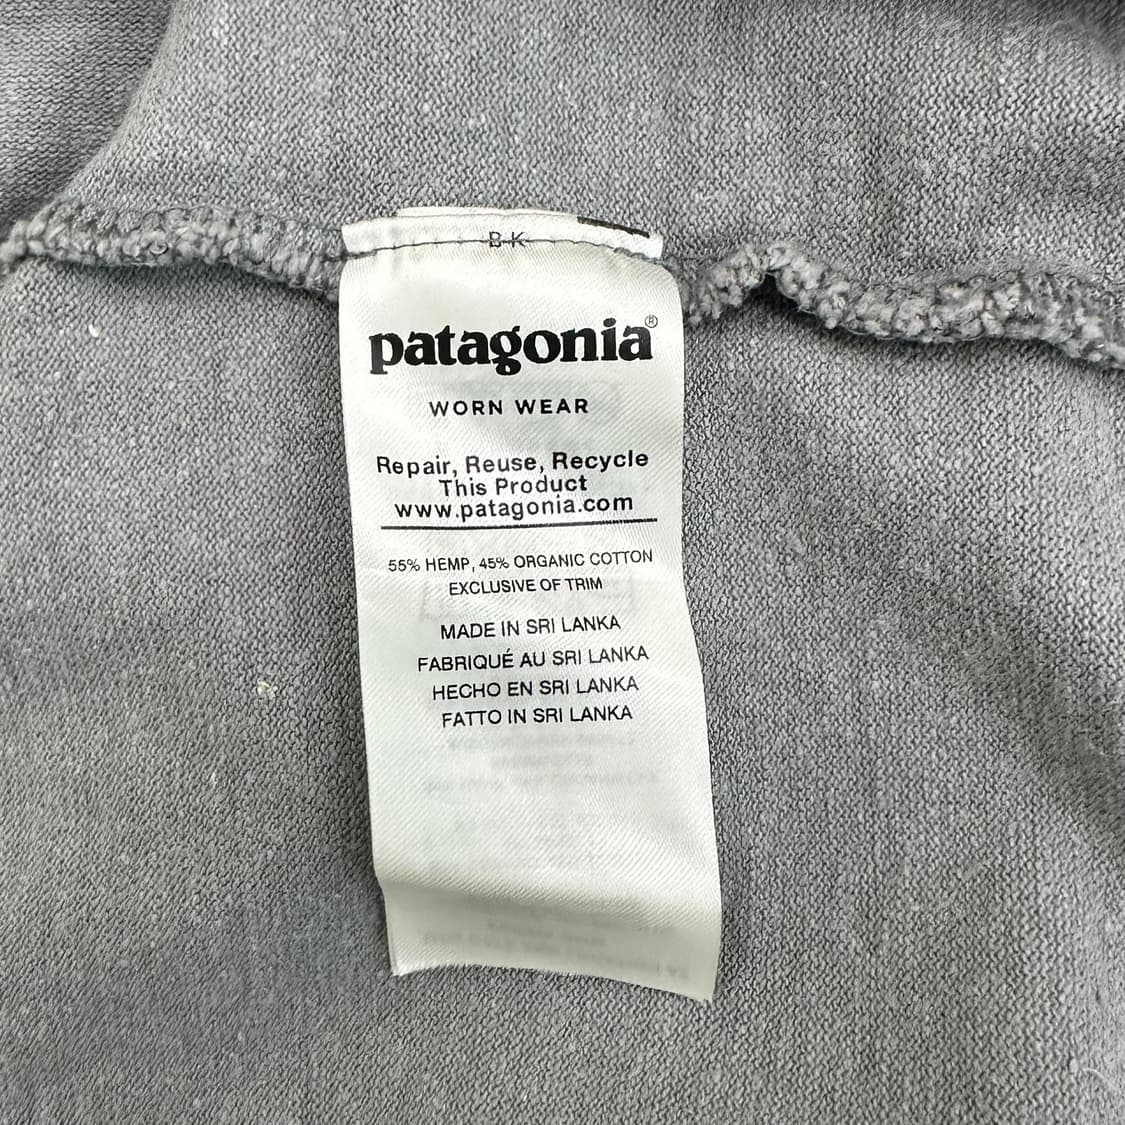 B-K
patagonia®
WORN WEAR
Repair, Reuse, Recycle
This Product
www.patagonia.com
55% HEMP, 45% ORGANIC COTTON
EXCLUSIVE OF TRIM
MADE IN SRI LANKA
FABRIQUÉ AU SRI LANKA
HECHO EN SRI LANKA
FATTO IN SRI LANKA